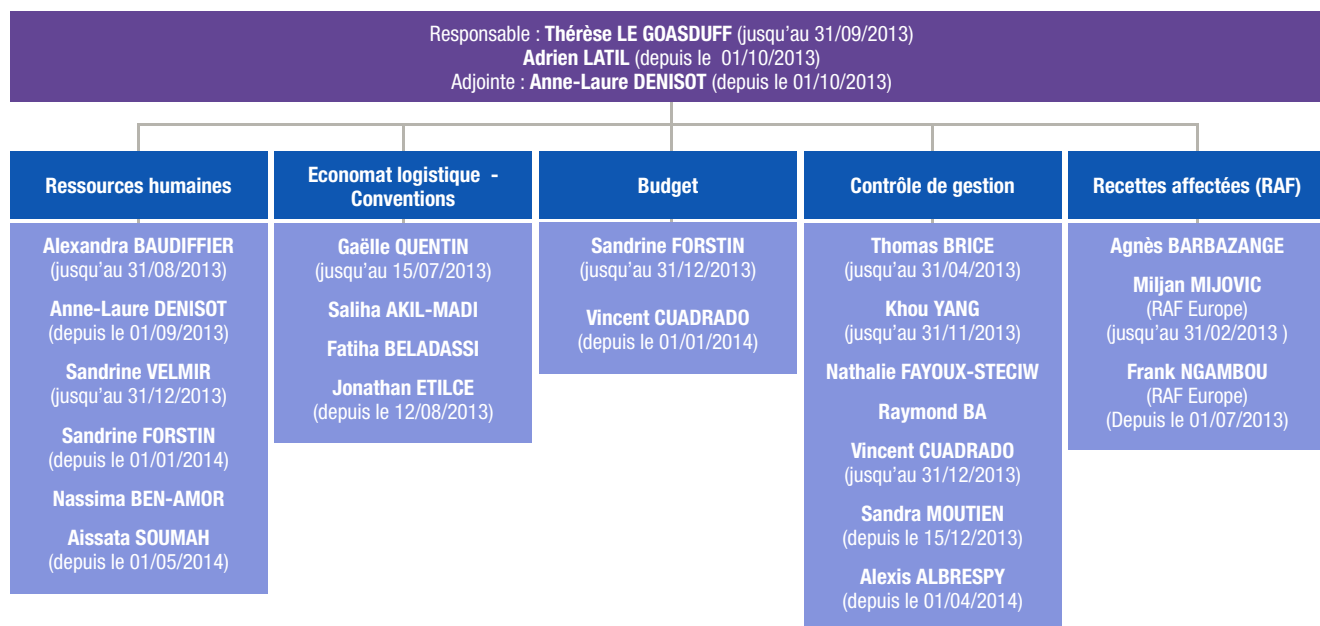 Responsable : Thérèse LE GOASDUFF (jusqu'au 31/09/2013)
Adrien LATIL (depuis le 01/10/2013)
Adjointe : Anne-Laure DENISOT (depuis le 01/10/2013)
Ressources humaines
Alexandra BAUDIFFIER
(jusqu'au 31/08/2013)
Anne-Laure DENISOT
(depuis le 01/09/2013)
Sandrine VELMIR
(jusqu'au 31/12/2013)
Sandrine FORSTIN
(depuis le 01/01/2014)
Nassima BEN-AMOR
Aissata SOUMAH
(depuis le 01/05/2014)
Economat logistique -
Conventions
Gaëlle QUENTIN
(jusqu'au 15/07/2013)
Saliha AKIL-MADI
Fatiha BELADASSI
Jonathan ETILCE
(depuis le 12/08/2013)
Budget
Sandrine FORSTIN
(jusqu'au 31/12/2013)
Vincent CUADRADO
(depuis le 01/01/2014)
Contrôle de gestion
Thomas BRICE
(jusqu'au 31/04/2013)
Khou YANG
(jusqu'au 31/11/2013)
Nathalie FAYOUX-STECIW
Raymond BA
Vincent CUADRADO
(jusqu'au 31/12/2013)
Sandra MOUTIEN
(depuis le 15/12/2013)
Alexis ALBRESPY
(depuis le 01/04/2014)
Recettes affectées (RAF)
Agnès BARBAZANGE
Miljan MIJOVIC
(RAF Europe)
(jusqu'au 31/02/2013 )
Frank NGAMBOU
(RAF Europe)
(Depuis le 01/07/2013)